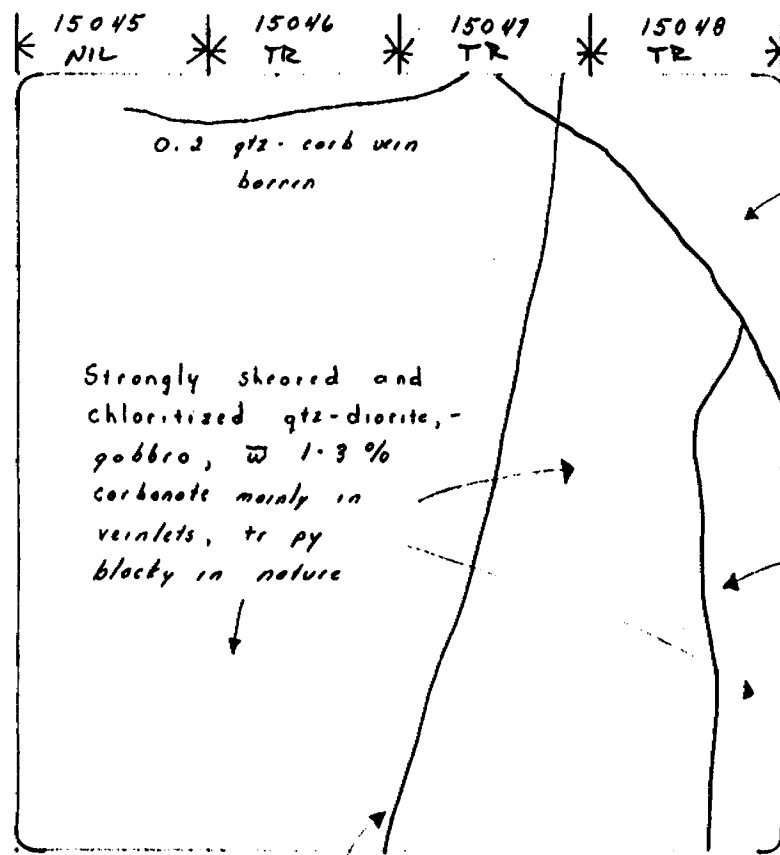 15045 15046 15047 15048
NIL TR TR TR
0.2 qtz-carb vein
barren
Strongly sheared and
chloritized qtz-diorite,-
gabbro, w̅ 1-3 %
carbonate mainly in
veinlets, tr py
blocky in nature